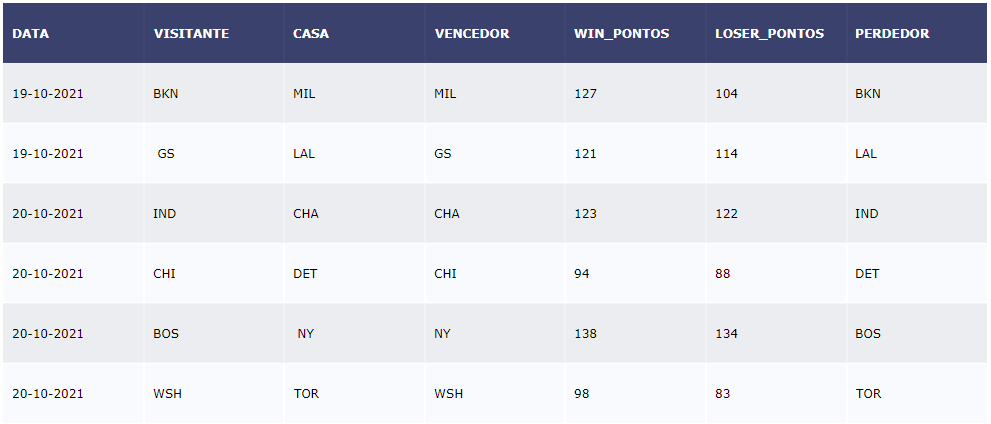 DATA VISITANTE CASA VENCEDOR WIN_PONTOS LOSER_PONTOS PERDEDOR
19-10-2021 BKN MIL MIL 127 104 BKN
19-10-2021 GS LAL GS 121 114 LAL
20-10-2021 IND CHA CHA 123 122 IND
20-10-2021 CHI DET CHI 94 88 DET
20-10-2021 BOS NY NY 138 134 BOS
20-10-2021 WSH TOR WSH 98 83 TOR